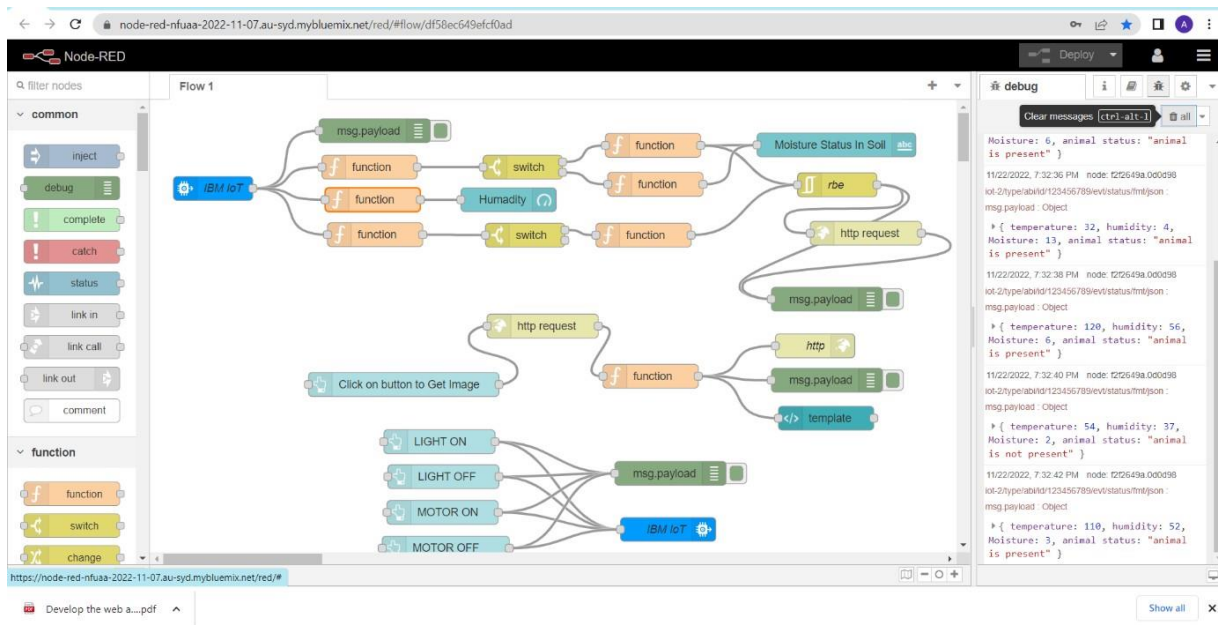 node-red-nfuaa-2022-11-07.au-syd.mybluemix.net/red/#flow/df58ec649efcf0ad
A
Node-RED
Deploy
filter nodes
common
inject
debug
complete
catch
status
link in
link call
link out
comment
function
function
switch
change
Flow 1
msg.payload
function
switch
function
Moisture Status In Soil
abc
IBM IoT
function
Humadity
function
rbe
function
switch
function
http request
msg.payload
http request
http
Click on button to Get Image
function
msg.payload
template
LIGHT ON
LIGHT OFF
msg.payload
MOTOR ON
IBM IoT
MOTOR OFF
debug
i
Clear messages ctrl-alt-l
all
Moisture: 6, animal status: "animal
is present" }
11/22/2022, 7:32:36 PM node: f2f2649a.0d0d98
iot-2/type/abi/id/123456789/evt/status/fmt/json :
msg.payload : Object
{ temperature: 32, humidity: 4,
Moisture: 13, animal status: "animal
is present" }
11/22/2022, 7:32:38 PM node: f2f2649a.0d0d98
iot-2/type/abi/id/123456789/evt/status/fmt/json :
msg.payload : Object
{ temperature: 120, humidity: 56,
Moisture: 6, animal status: "animal
is present" }
11/22/2022, 7:32:40 PM node: f2f2649a.0d0d98
iot-2/type/abi/id/123456789/evt/status/fmt/json :
msg.payload : Object
{ temperature: 54, humidity: 37,
Moisture: 2, animal status: "animal
is not present" }
11/22/2022, 7:32:42 PM node: f2f2649a.0d0d98
iot-2/type/abi/id/123456789/evt/status/fmt/json :
msg.payload : Object
{ temperature: 110, humidity: 52,
Moisture: 3, animal status: "animal
is present" }
https://node-red-nfuaa-2022-11-07.au-syd.mybluemix.net/red/#
Develop the web a....pdf
Show all